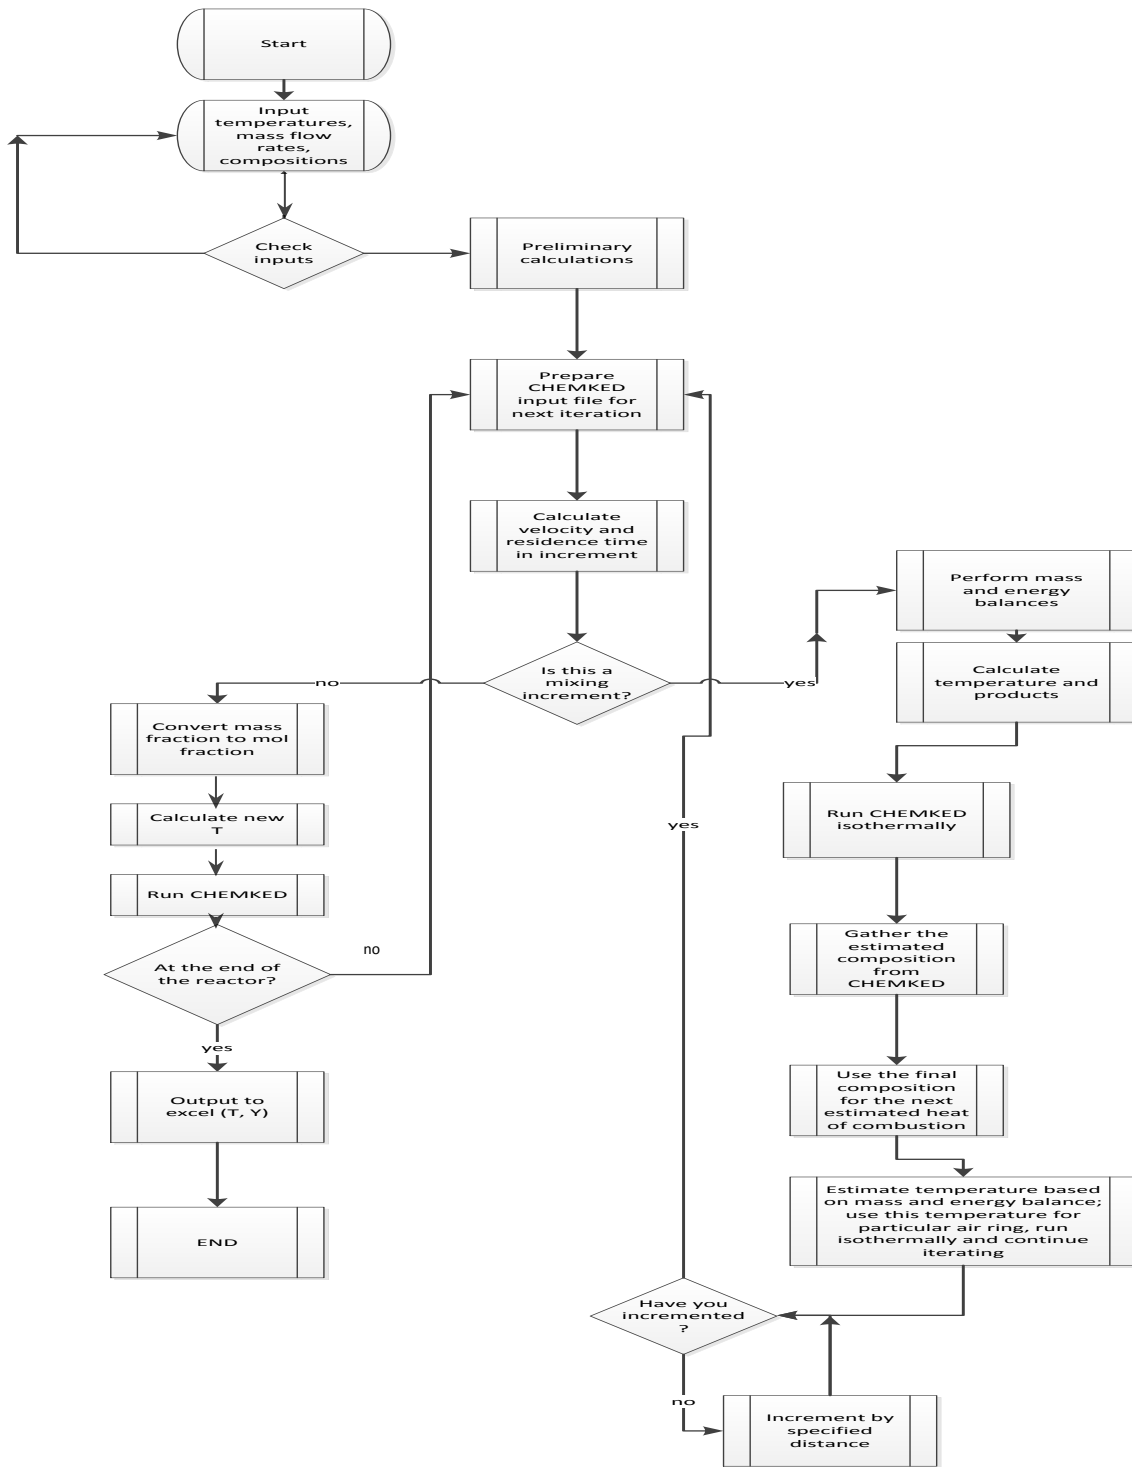 Start
Input
temperatures,
mass flow
rates,
compositions
Check
inputs
Preliminary
calculations
Prepare
CHEMKED
input file for
next iteration
Calculate
velocity and
residence time
in increment
Is this a
mixing
increment?
no
yes
Convert mass
fraction to mol
fraction
Calculate new
T
Run CHEMKED
At the end of
the reactor?
no
yes
Output to
excel (T, Y)
END
Perform mass
and energy
balances
Calculate
temperature and
products
Run CHEMKED
isothermally
Gather the
estimated
composition
from
CHEMKED
Use the final
composition
for the next
estimated heat
of combustion
Estimate temperature based
on mass and energy balance;
use this temperature for
particular air ring, run
isothermally and continue
iterating
Have you
incremented
?
yes
no
Increment by
specified
distance